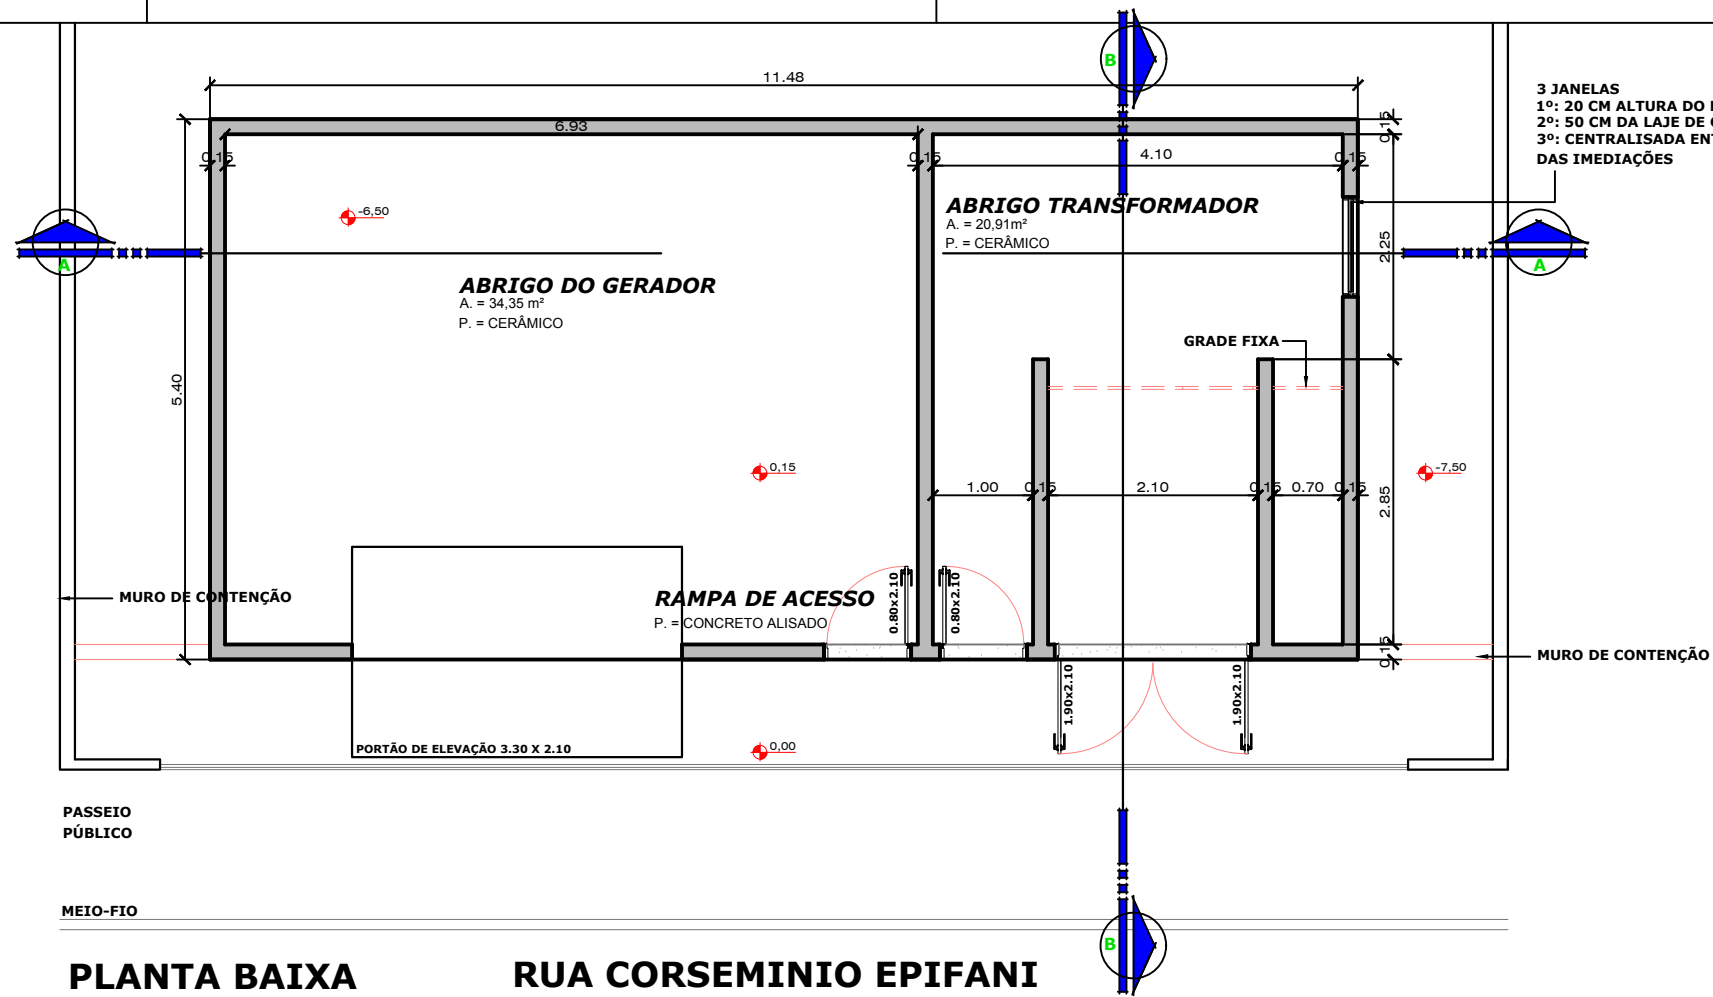 B
11.48
3 JANELAS
1º: 20 CM ALTURA DO
2º: 50 CM DA LAJE DE
3º: CENTRALISADA
DAS IMEDIAÇÕES
6.93
0.15
0.15
0.15
4.10
0.15
ABRIGO TRANSFORMADOR
A. = 20,91m²
P. = CERÂMICO
-6,50
A
A
2.25
ABRIGO DO GERADOR
A. = 34,35 m²
P. = CERÂMICO
GRADE FIXA
5.40
0,15
-7,50
1.00
0.15
2.10
0.15
0.70
0.15
2.85
MURO DE CONTENÇÃO
RAMPA DE ACESSO
P. = CONCRETO ALISADO
0.80x2.10
0.80x2.10
0.15
MURO DE CONTENÇÃO
1.90x2.10
1.90x2.10
PORTÃO DE ELEVAÇÃO 3.30 X 2.10
0,00
PASSEIO
PÚBLICO
MEIO-FIO
B
PLANTA BAIXA
RUA CORSEMINIO EPIFANI